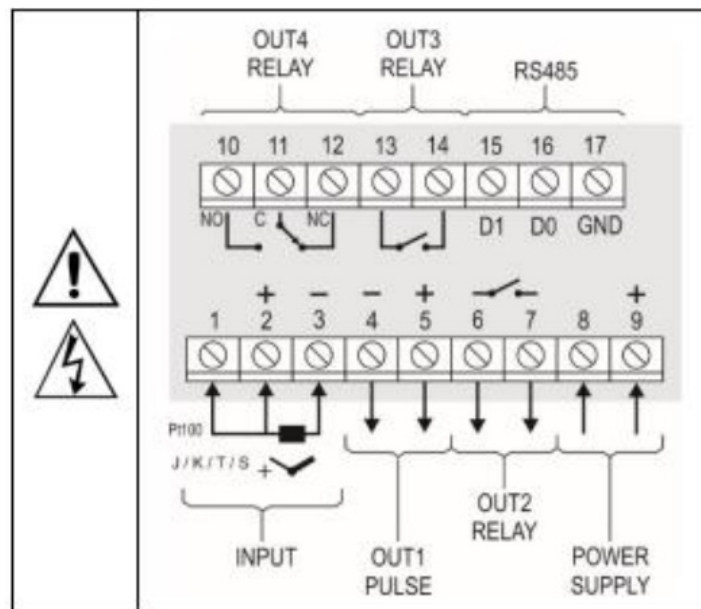 OUT4 RELAY
OUT3 RELAY
RS485
10 11 12 13 14 15 16 17
NO C NC D1 D0 GND
+ − − + +
1 2 3 4 5 6 7 8 9
Pt100
J / K / T / S +
INPUT
OUT1 PULSE
OUT2 RELAY
POWER SUPPLY